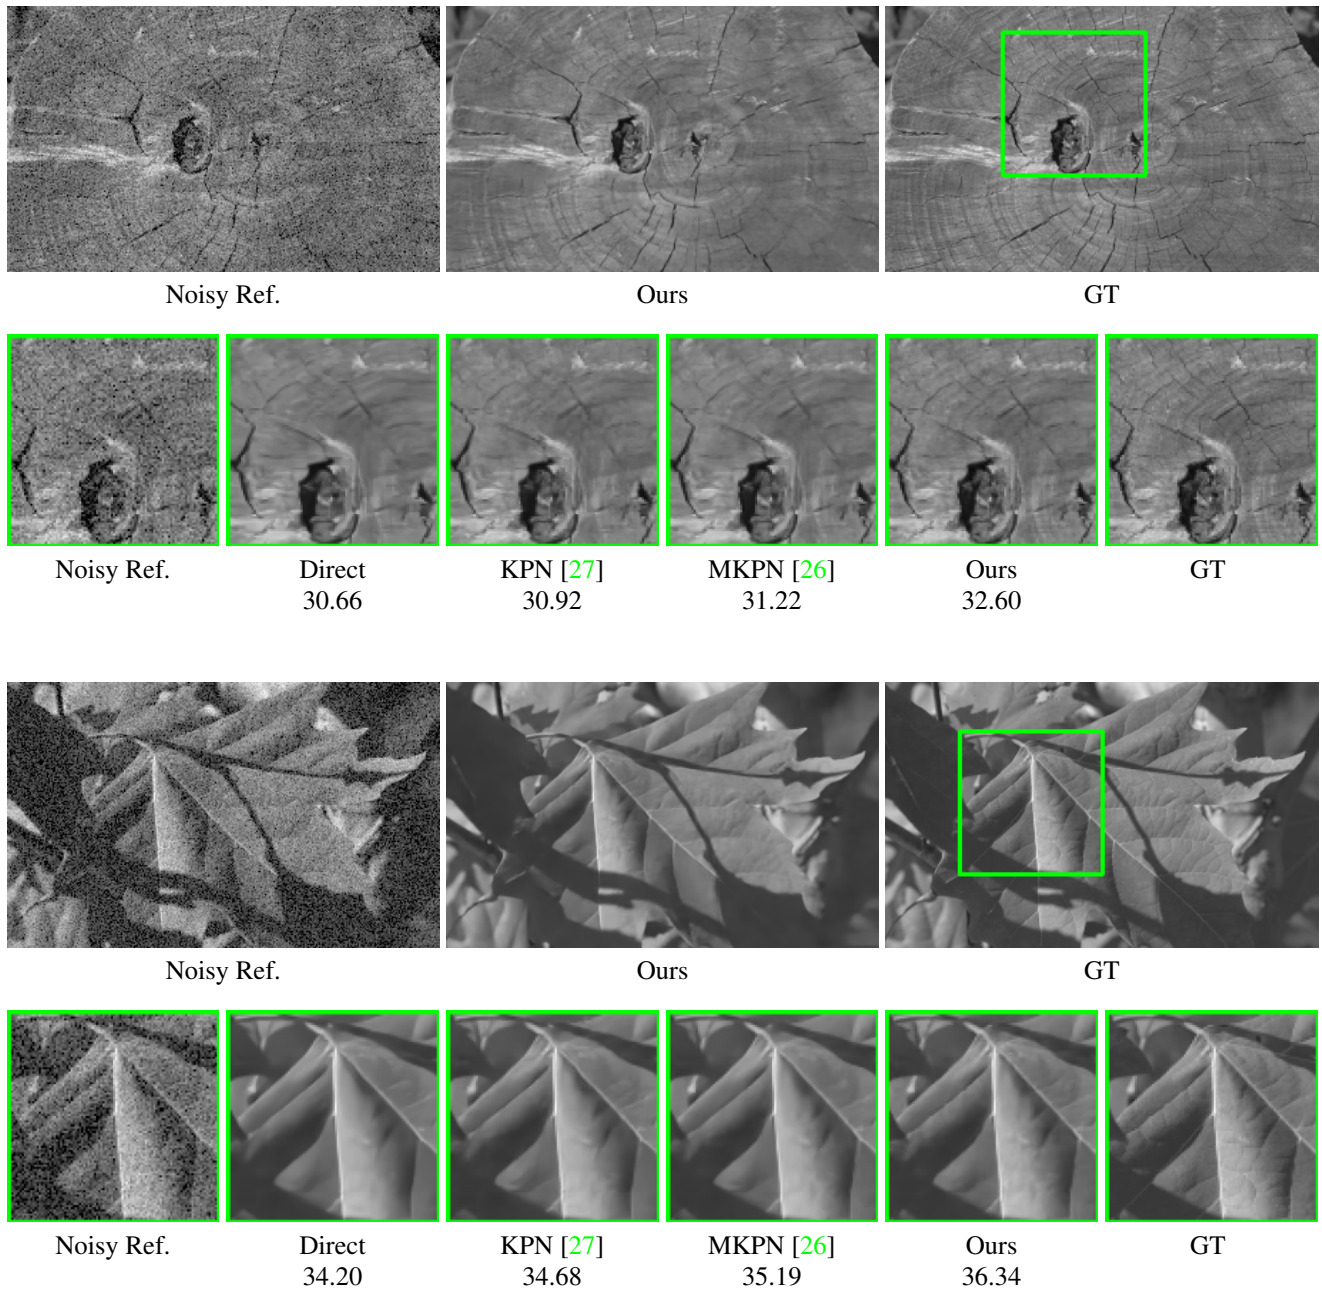 Noisy Ref. Ours GT
Noisy Ref. Direct KPN [27] MKPN [26] Ours GT
30.66 30.92 31.22 32.60
Noisy Ref. Ours GT
Noisy Ref. Direct KPN [27] MKPN [26] Ours GT
34.20 34.68 35.19 36.34